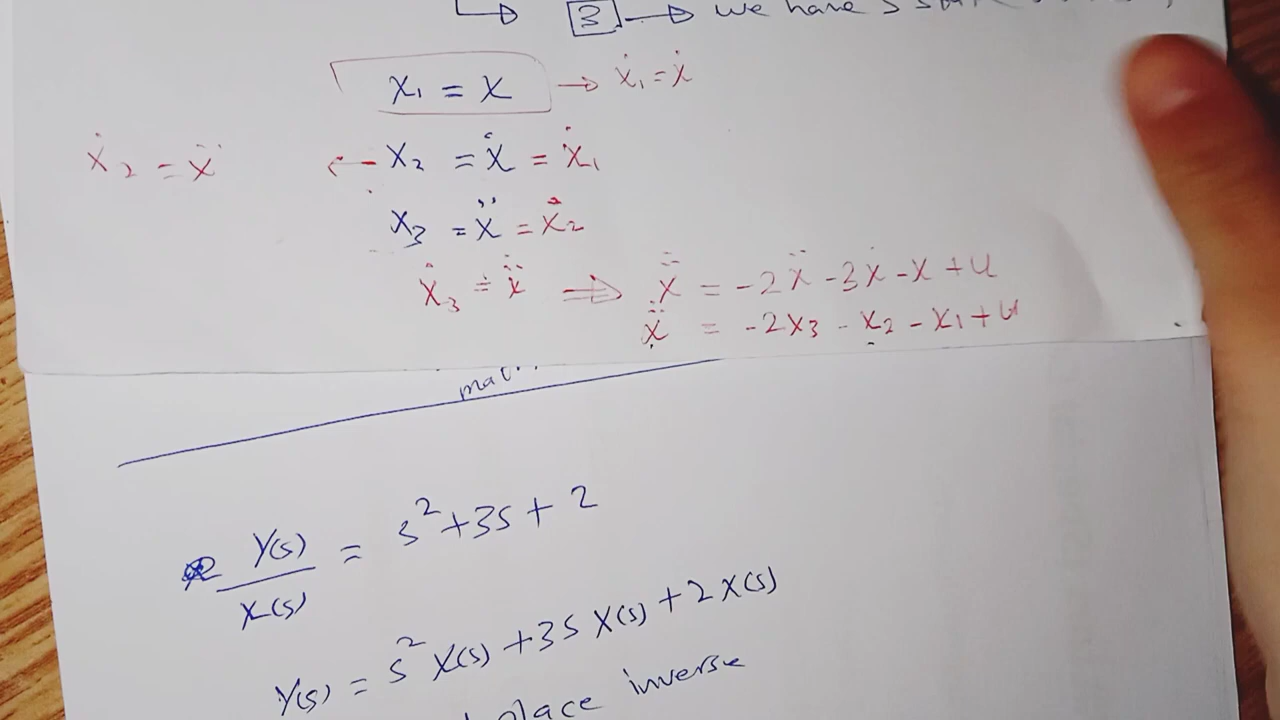 3 → we have 3
x₁ = x → ẋ₁ = ẋ
ẋ₂ = ẍ ← x₂ = ẋ = ẋ₁
x₃ = ẍ = ẋ₂
ẋ₃ = x⃛ ⇒ x⃛ = -2ẍ -3ẋ -x +u
x⃛ = -2x₃ - x₂ - x₁ + u
Y(s)/X(s) = s²+3s+2
Y(s) = s² X(s) +3s X(s) +2 X(s)
inverse